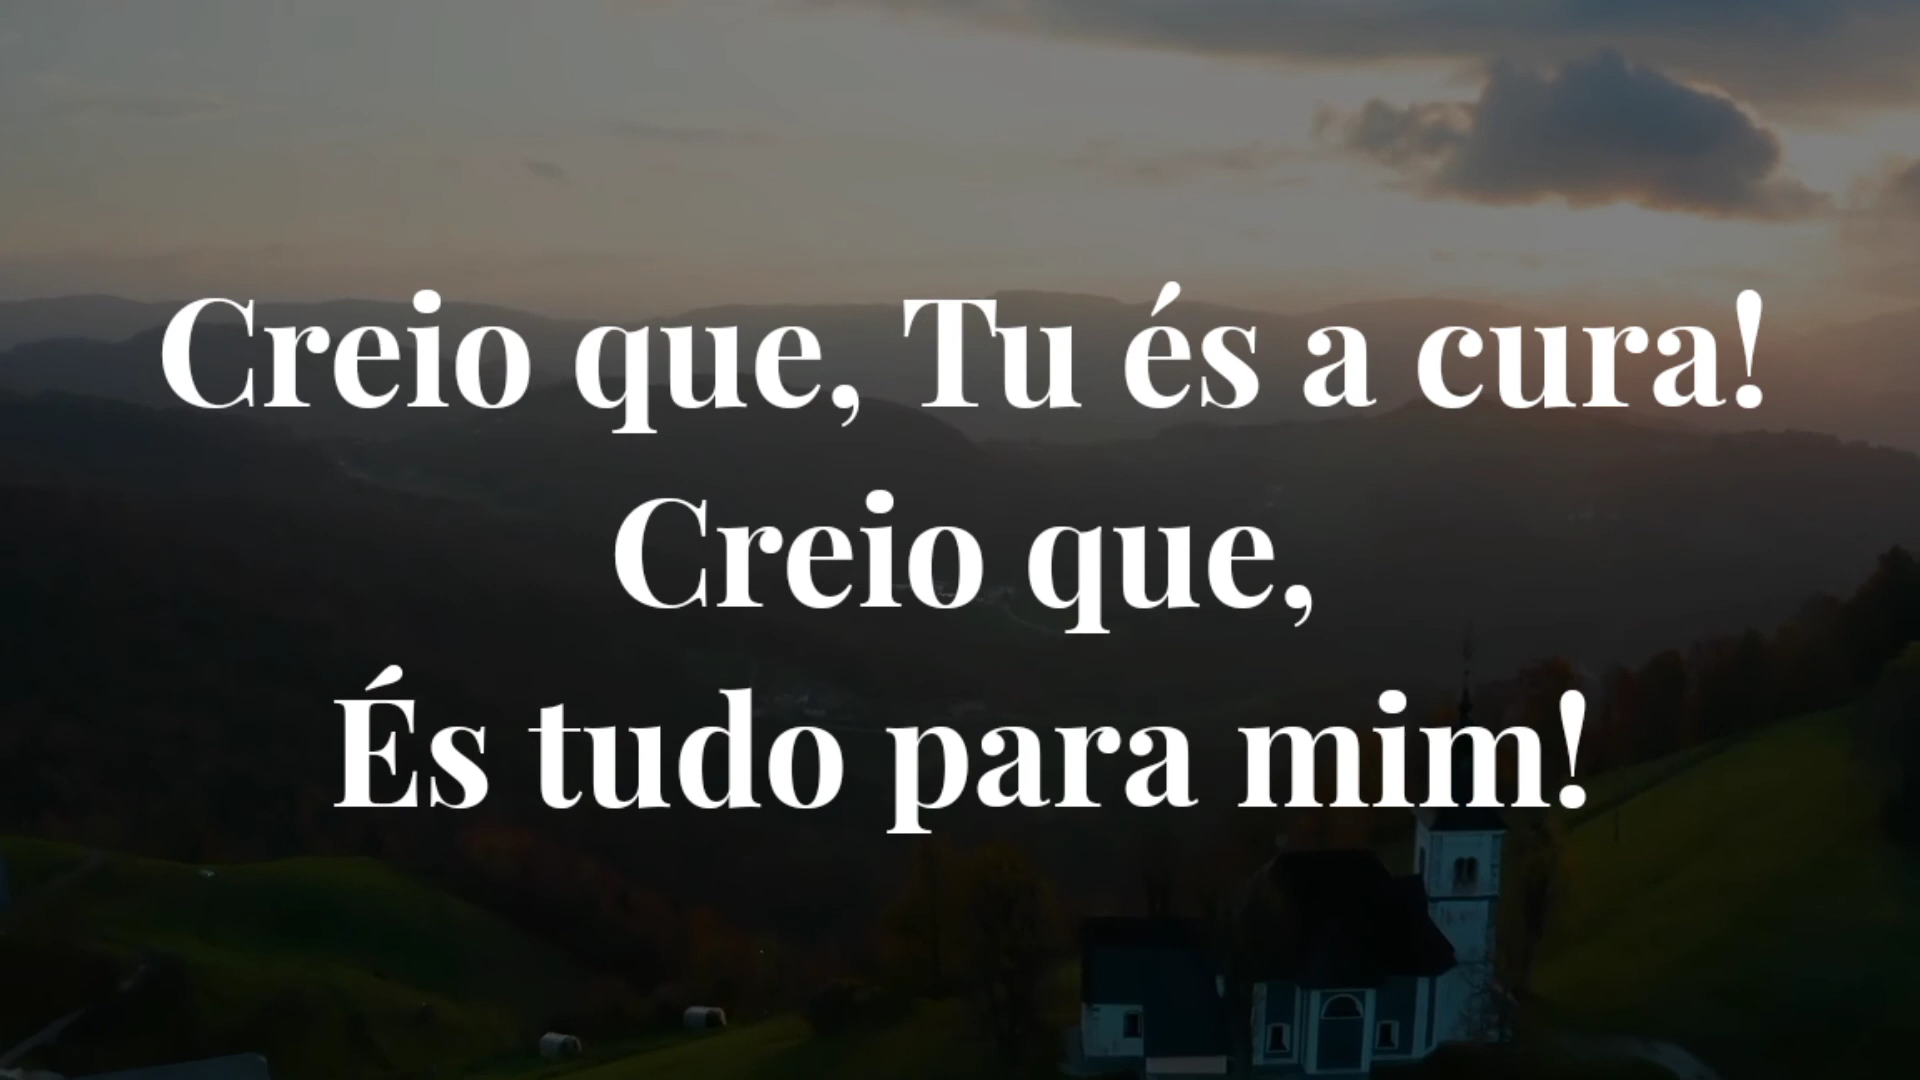 Creio que, Tu és a cura!
Creio que,
És tudo para mim!